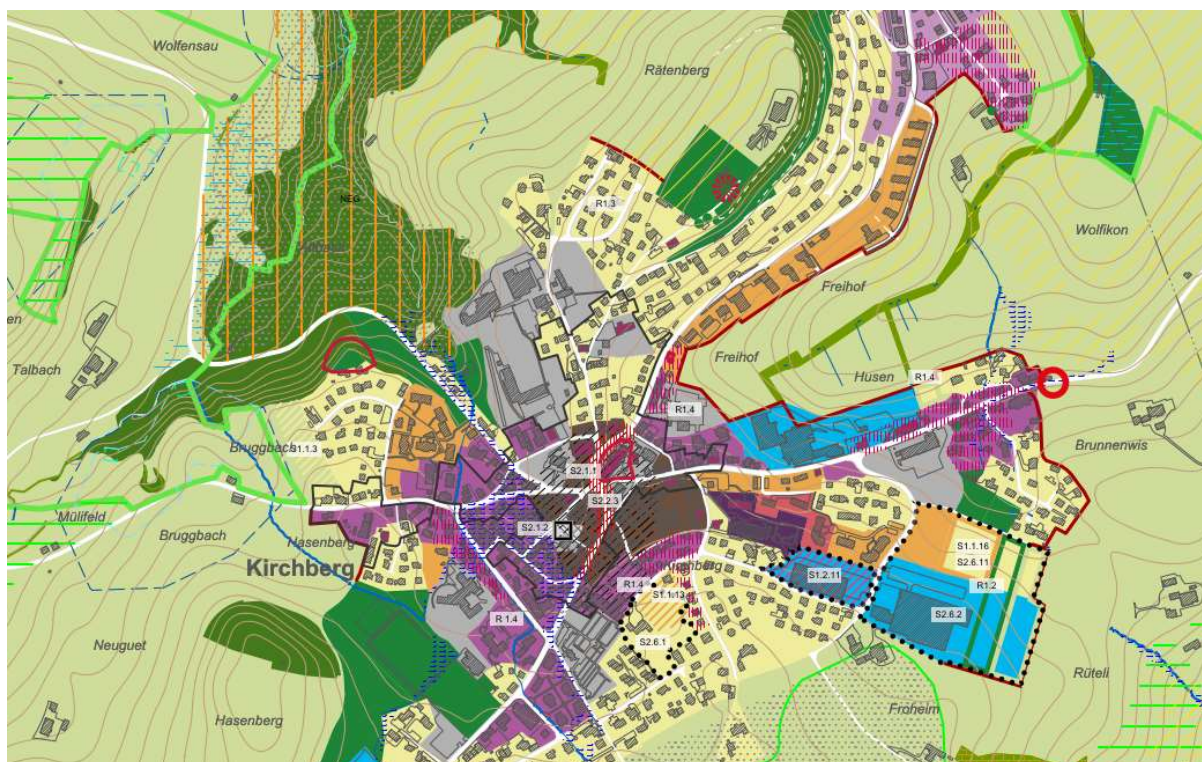 Wolfensau
Rätenberg
NEG
R1.3
Wolfikon
Freihof
Freihof
Talbach
Husen
R1.4
R1.4
Bruggbach
S1.1.3
Brunnenwis
S2.1.1
S2.2.3
Mülifeld
Bruggbach
S2.1.2
Hasenberg
Kirchberg
S1.1.16
S2.6.11
R1.4
S1.2.11
R1.2
S1.1.13
R 1.4
S2.6.2
Neuguet
S2.6.1
Rüteli
Hasenberg
Froheim